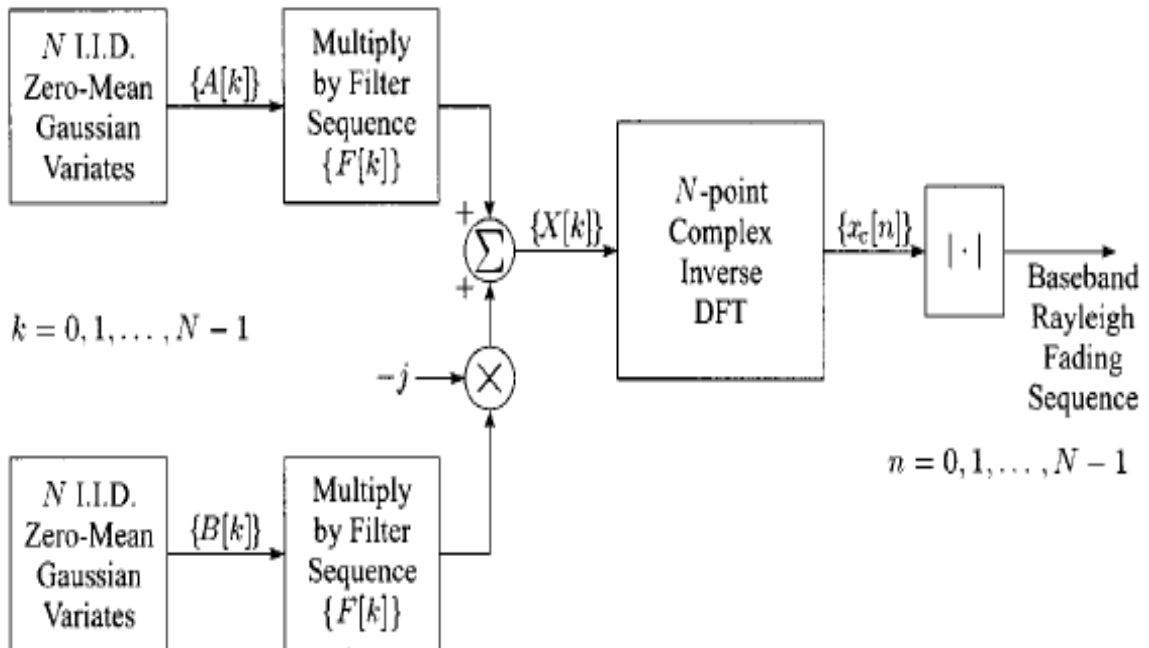 N I.I.D.
Zero-Mean
Gaussian
Variates
{A[k]}
Multiply
by Filter
Sequence
{F[k]}
+
Σ
+
{X[k]}
N-point
Complex
Inverse
DFT
{x_c[n]}
|·|
Baseband
Rayleigh
Fading
Sequence
k = 0, 1, . . . , N − 1
−j
×
n = 0, 1, . . . , N − 1
N I.I.D.
Zero-Mean
Gaussian
Variates
{B[k]}
Multiply
by Filter
Sequence
{F[k]}